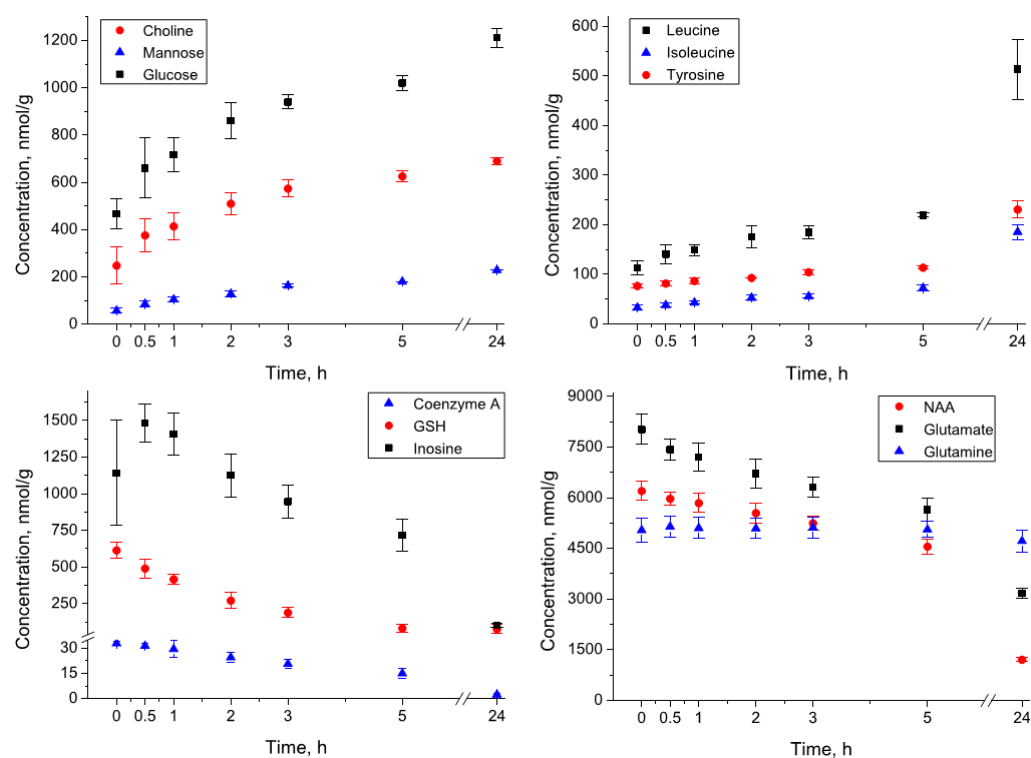 Choline
Mannose
Glucose
Concentration, nmol/g
1200
1000
800
600
400
200
0
0 0.5 1 2 3 5 24
Time, h
Leucine
Isoleucine
Tyrosine
Concentration, nmol/g
600
500
400
300
200
100
0
0 0.5 1 2 3 5 24
Time, h
Coenzyme A
GSH
Inosine
Concentration, nmol/g
1500
1250
1000
750
500
250
30
15
0
0 0.5 1 2 3 5 24
Time, h
NAA
Glutamate
Glutamine
Concentration, nmol/g
9000
7500
6000
4500
3000
1500
0
0 0.5 1 2 3 5 24
Time, h